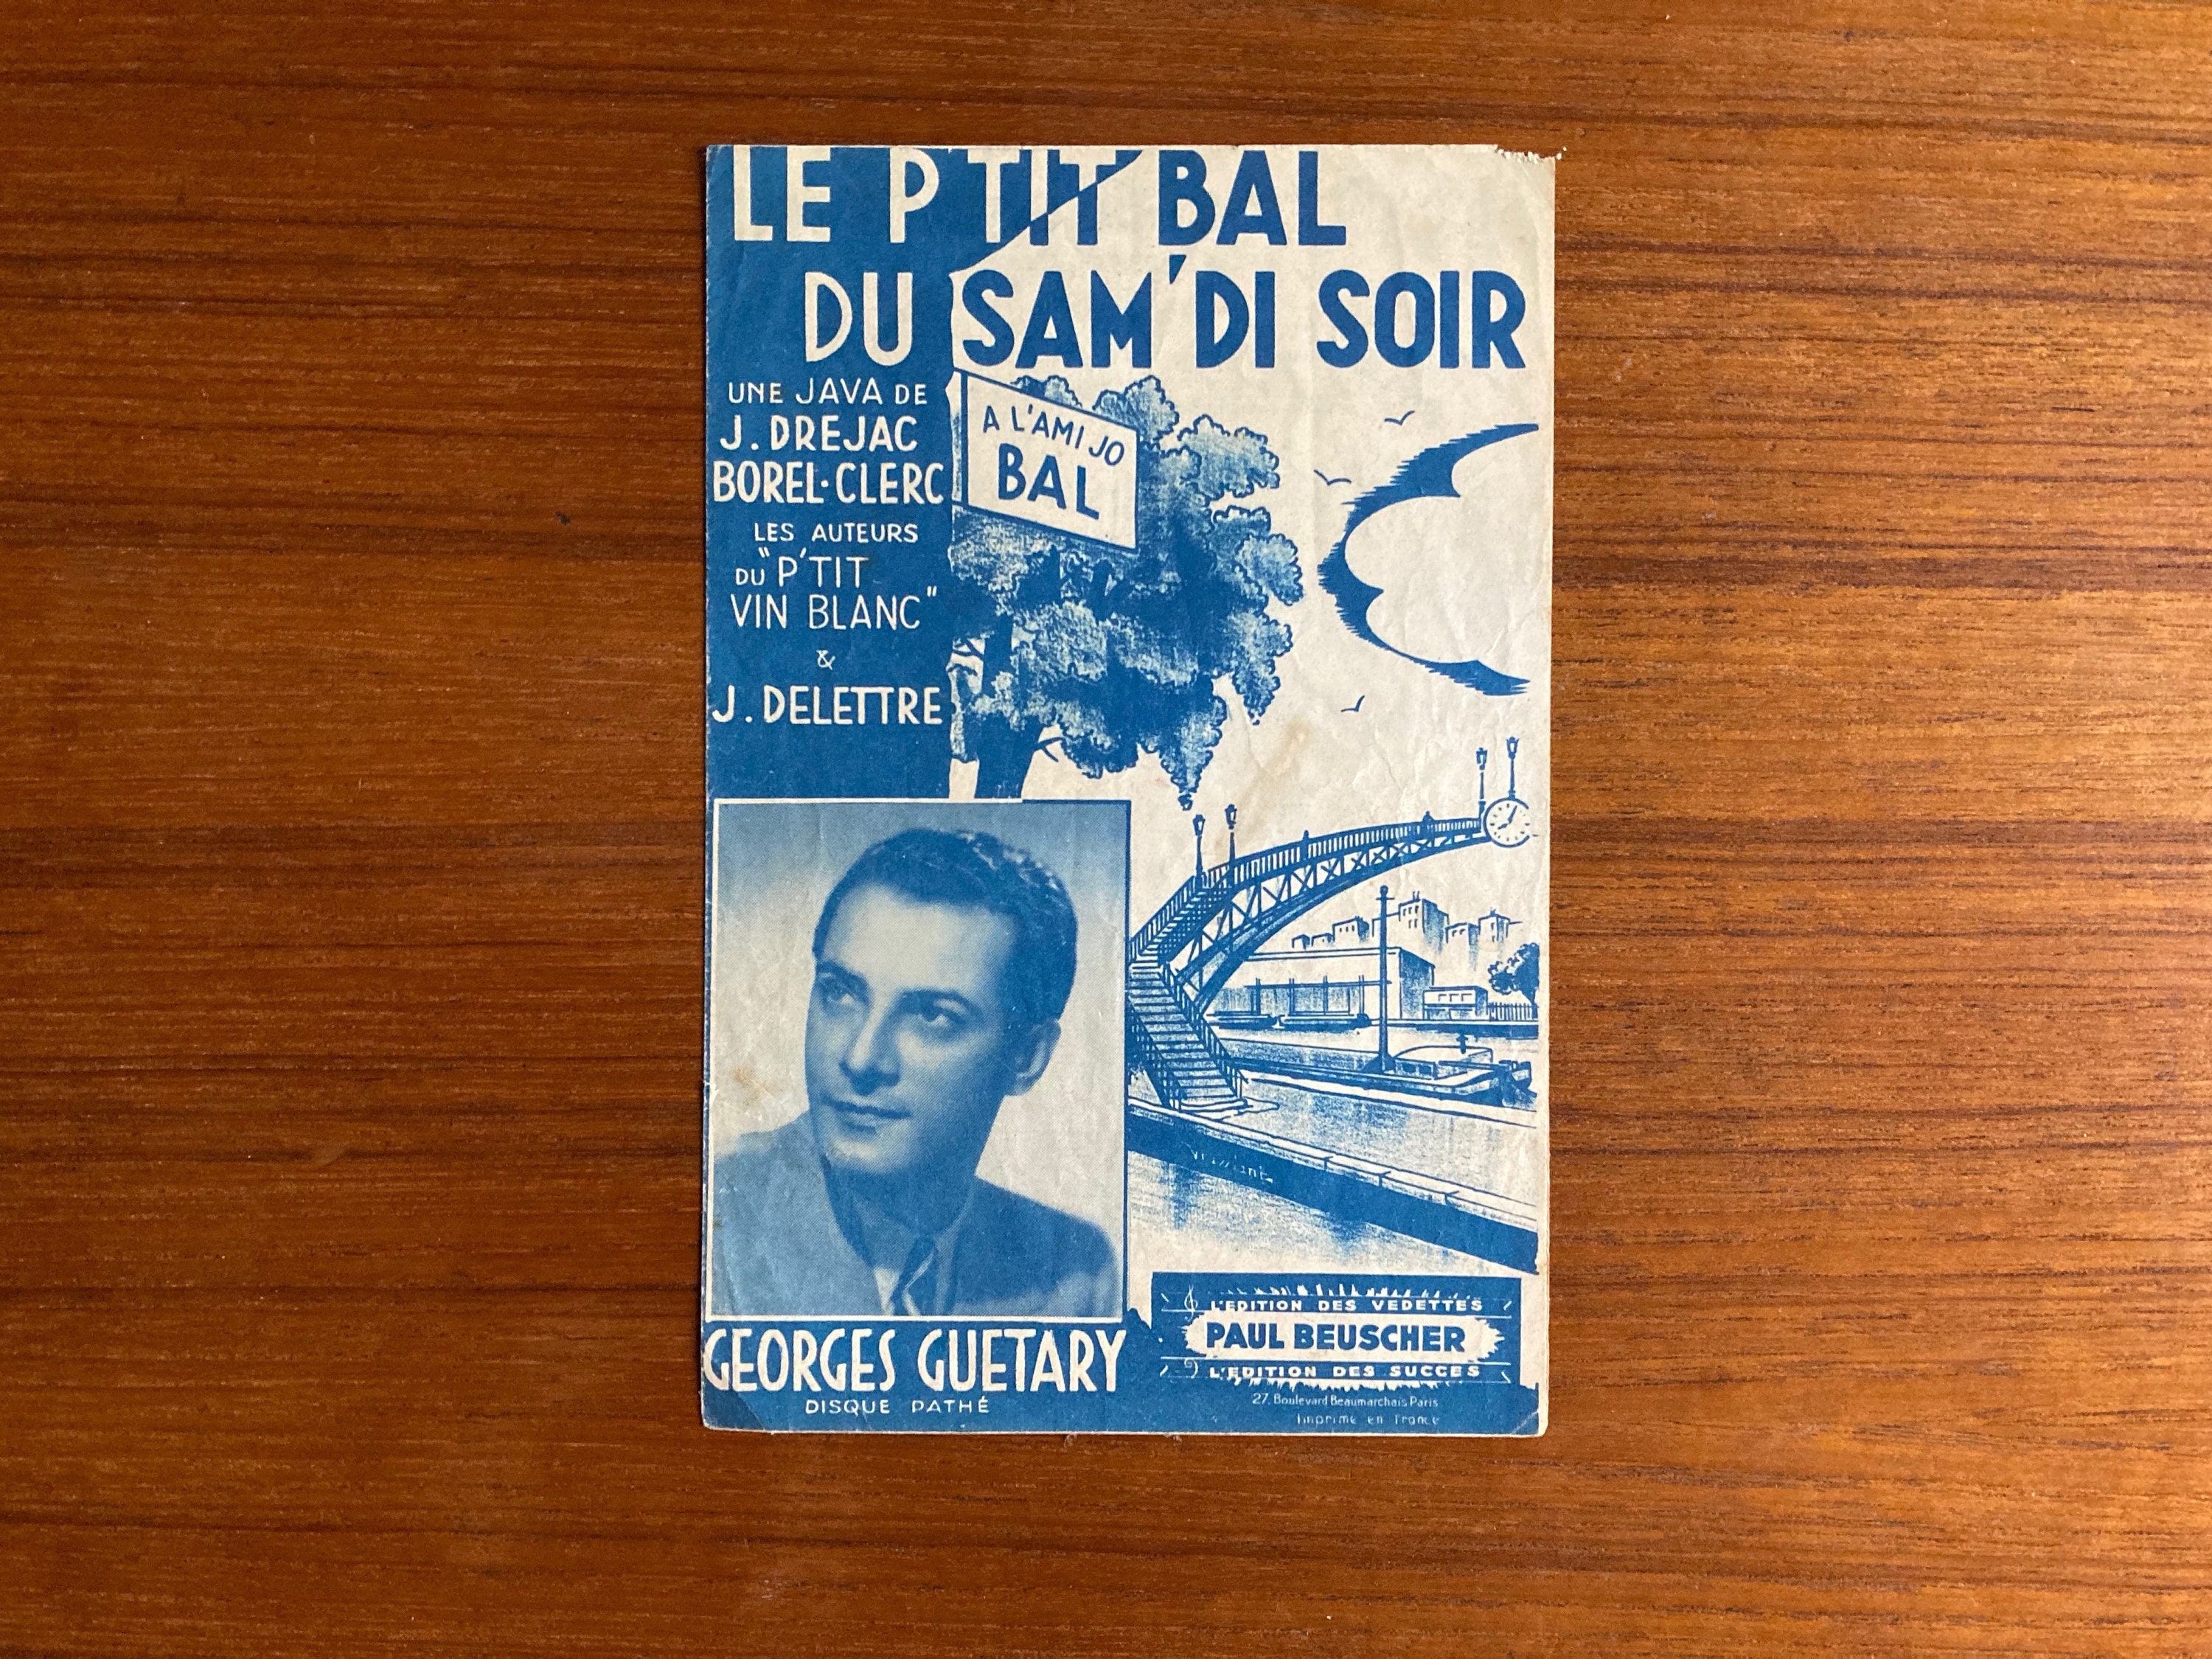 LE P'TIT BAL
DU SAM'DI SOIR
UNE JAVA DE
J. DREJAC
BOREL-CLERC
LES AUTEURS
DU "P'TIT
VIN BLANC"
&
J. DELETTRE
A L'AMI JO
BAL
GEORGES GUETARY
DISQUE PATHÉ
L'EDITION DES VEDETTES
PAUL BEUSCHER
L'EDITION DES SUCCES
27, Boulevard Beaumarchais Paris
Imprimé en France